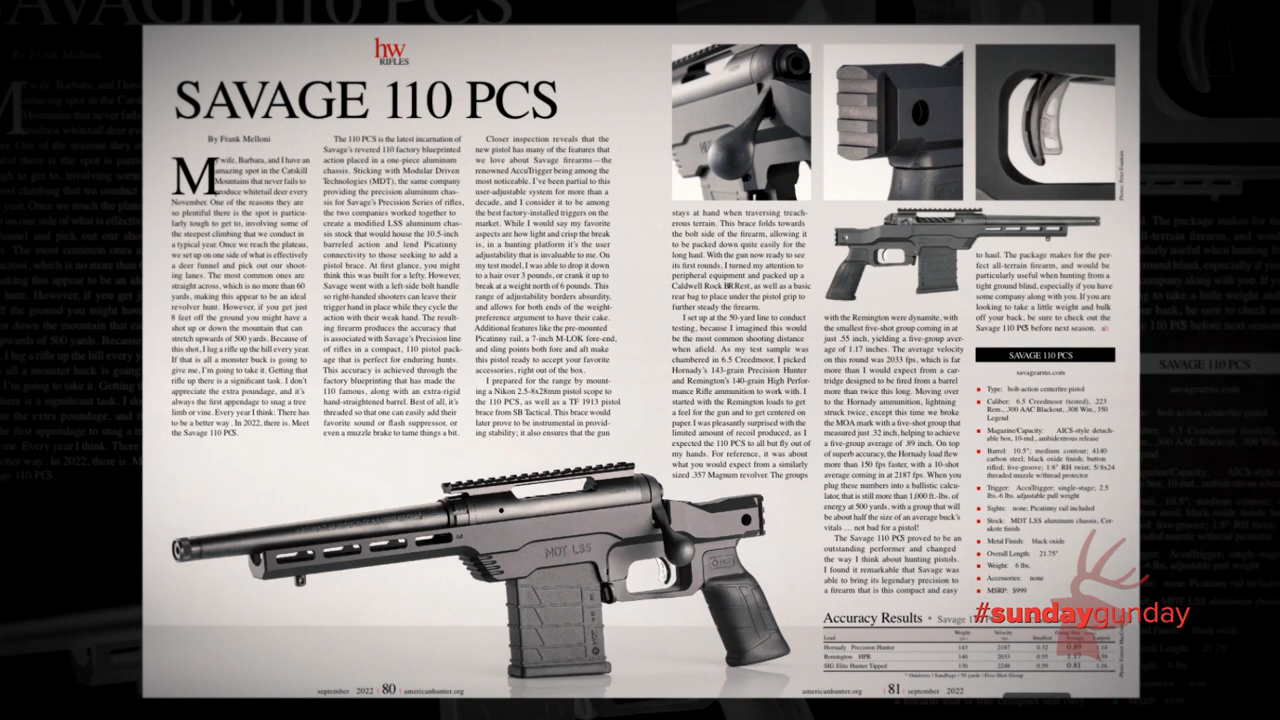 hw
RIFLES
SAVAGE 110 PCS
By Frank Melloni
My wife, Barbara, and I have an
amazing spot in the Catskill
Mountains that never fails to
produce whitetail deer every
November. One of the reasons they are
so plentiful there is the spot is particu-
larly tough to get to, involving some of
the steepest climbing that we conduct in
a typical year. Once we reach the plateau,
we set up on one side of what is effectively
a deer funnel and pick out our shoot-
ing lanes. The most common ones are
straight across, which is no more than 60
yards, making this appear to be an ideal
revolver hunt. However, if you get just
8 feet off the ground you might have a
shot up or down the mountain that can
stretch upwards of 500 yards. Because of
this shot, I lug a rifle up the hill every year.
If that is all a monster buck is going to
give me, I'm going to take it. Getting that
rifle up there is a significant task. I don't
appreciate the extra poundage, and it's
always the first appendage to snag a tree
limb or vine. Every year I think: There has
to be a better way. In 2022, there is. Meet
the Savage 110 PCS.
The 110 PCS is the latest incarnation of
Savage's revered 110 factory blueprinted
action placed in a one-piece aluminum
chassis. Sticking with Modular Driven
Technologies (MDT), the same company
providing the precision aluminum chas-
sis for Savage's Precision Series of rifles,
the two companies worked together to
create a modified LSS aluminum chas-
sis stock that would house the 10.5-inch
barreled action and lend Picatinny
connectivity to those seeking to add a
pistol brace. At first glance, you might
think this was built for a lefty. However,
Savage went with a left-side bolt handle
so right-handed shooters can leave their
trigger hand in place while they cycle the
action with their weak hand. The result-
ing firearm produces the accuracy that
is associated with Savage's Precision line
of rifles in a compact, 110 pistol pack-
age that is perfect for enduring hunts.
This accuracy is achieved through the
factory blueprinting that has made the
110 famous, along with an extra-rigid
hand-straightened barrel. Best of all, it's
threaded so that one can easily add their
favorite sound or flash suppressor, or
even a muzzle brake to tame things a bit.
Closer inspection reveals that the
new pistol has many of the features that
we love about Savage firearms—the
renowned AccuTrigger being among the
most noticeable. I've been partial to this
user-adjustable system for more than a
decade, and I consider it to be among
the best factory-installed triggers on the
market. While I would say my favorite
aspects are how light and crisp the break
is, in a hunting platform it's the user
adjustability that is invaluable to me. On
my test model, I was able to drop it down
to a hair over 3 pounds, or crank it up to
break at a weight north of 6 pounds. This
range of adjustability borders absurdity,
and allows for both ends of the weight-
preference argument to have their cake.
Additional features like the pre-mounted
Picatinny rail, a 7-inch M-LOK fore-end,
and sling points both fore and aft make
this pistol ready to accept your favorite
accessories, right out of the box.
I prepared for the range by mount-
ing a Nikon 2.5-8x28mm pistol scope to
the 110 PCS, as well as a TF 1913 pistol
brace from SB Tactical. This brace would
later prove to be instrumental in provid-
ing stability; it also ensures that the gun
stays at hand when traversing treach-
erous terrain. This brace folds towards
the bolt side of the firearm, allowing it
to be packed down quite easily for the
long haul. With the gun now ready to see
its first rounds, I turned my attention to
peripheral equipment and packed up a
Caldwell Rock BR Rest, as well as a basic
rear bag to place under the pistol grip to
further steady the firearm.
I set up at the 50-yard line to conduct
testing, because I imagined this would
be the most common shooting distance
when afield. As my test sample was
chambered in 6.5 Creedmoor, I picked
Hornady's 143-grain Precision Hunter
and Remington's 140-grain High Perfor-
mance Rifle ammunition to work with. I
started with the Remington loads to get
a feel for the gun and to get centered on
paper. I was pleasantly surprised with the
limited amount of recoil produced, as I
expected the 110 PCS to all but fly out of
my hands. For reference, it was about
what you would expect from a similarly
sized .357 Magnum revolver. The groups
with the Remington were dynamite, with
the smallest five-shot group coming in at
just .55 inch, yielding a five-group aver-
age of 1.17 inches. The average velocity
on this round was 2033 fps, which is far
more than I would expect from a car-
tridge designed to be fired from a barrel
more than twice this long. Moving over
to the Hornady ammunition, lightning
struck twice, except this time we broke
the MOA mark with a five-shot group that
measured just .32 inch, helping to achieve
a five-group average of .89 inch. On top
of superb accuracy, the Hornady load flew
more than 150 fps faster, with a 10-shot
average coming in at 2187 fps. When you
plug these numbers into a ballistic calcu-
lator, that is still more than 1,000 ft.-lbs. of
energy at 500 yards, with a group that will
be about half the size of an average buck's
vitals … not bad for a pistol!
The Savage 110 PCS proved to be an
outstanding performer and changed
the way I think about hunting pistols.
I found it remarkable that Savage was
able to bring its legendary precision to
a firearm that is this compact and easy
to haul. The package makes for the per-
fect all-terrain firearm, and would be
particularly useful when hunting from a
tight ground blind, especially if you have
some company along with you. If you are
looking to take a little weight and bulk
off your back, be sure to check out the
Savage 110 PCS before next season. ah
SAVAGE 110 PCS
savagearms.com
Type: bolt-action centerfire pistol
Caliber: 6.5 Creedmoor (tested), .223
Rem., .300 AAC Blackout, .308 Win., .350
Legend
Magazine/Capacity: AICS-style detach-
able box, 10-rnd., ambidextrous release
Barrel: 10.5"; medium contour; 4140
carbon steel; black oxide finish; button
rifled; five-groove; 1:8" RH twist; 5/8x24
threaded muzzle w/thread protector
Trigger: AccuTrigger; single-stage; 2.5
lbs.-6 lbs. adjustable pull weight
Sights: none; Picatinny rail included
Stock: MDT LSS aluminum chassis, Cer-
akote finish
Metal Finish: black oxide
Overall Length: 21.75"
Weight: 6 lbs.
Accessories: none
MSRP: $999
MDT LSS
#sundaygunday
Accuracy Results * Savage
Load Weight Velocity Smallest Average Largest
Hornady Precision Hunter 143 2187 0.32 0.89 1.14
Remington HPR 140 2033 0.55 1.17
SIG Elite Hunter Tipped 130 2248 0.59 0.81 1.16
* Outdoors / Sandbags / 50 yards / Five-Shot Group
september 2022 | 80 | americanhunter.org
americanhunter.org | 81 | september 2022